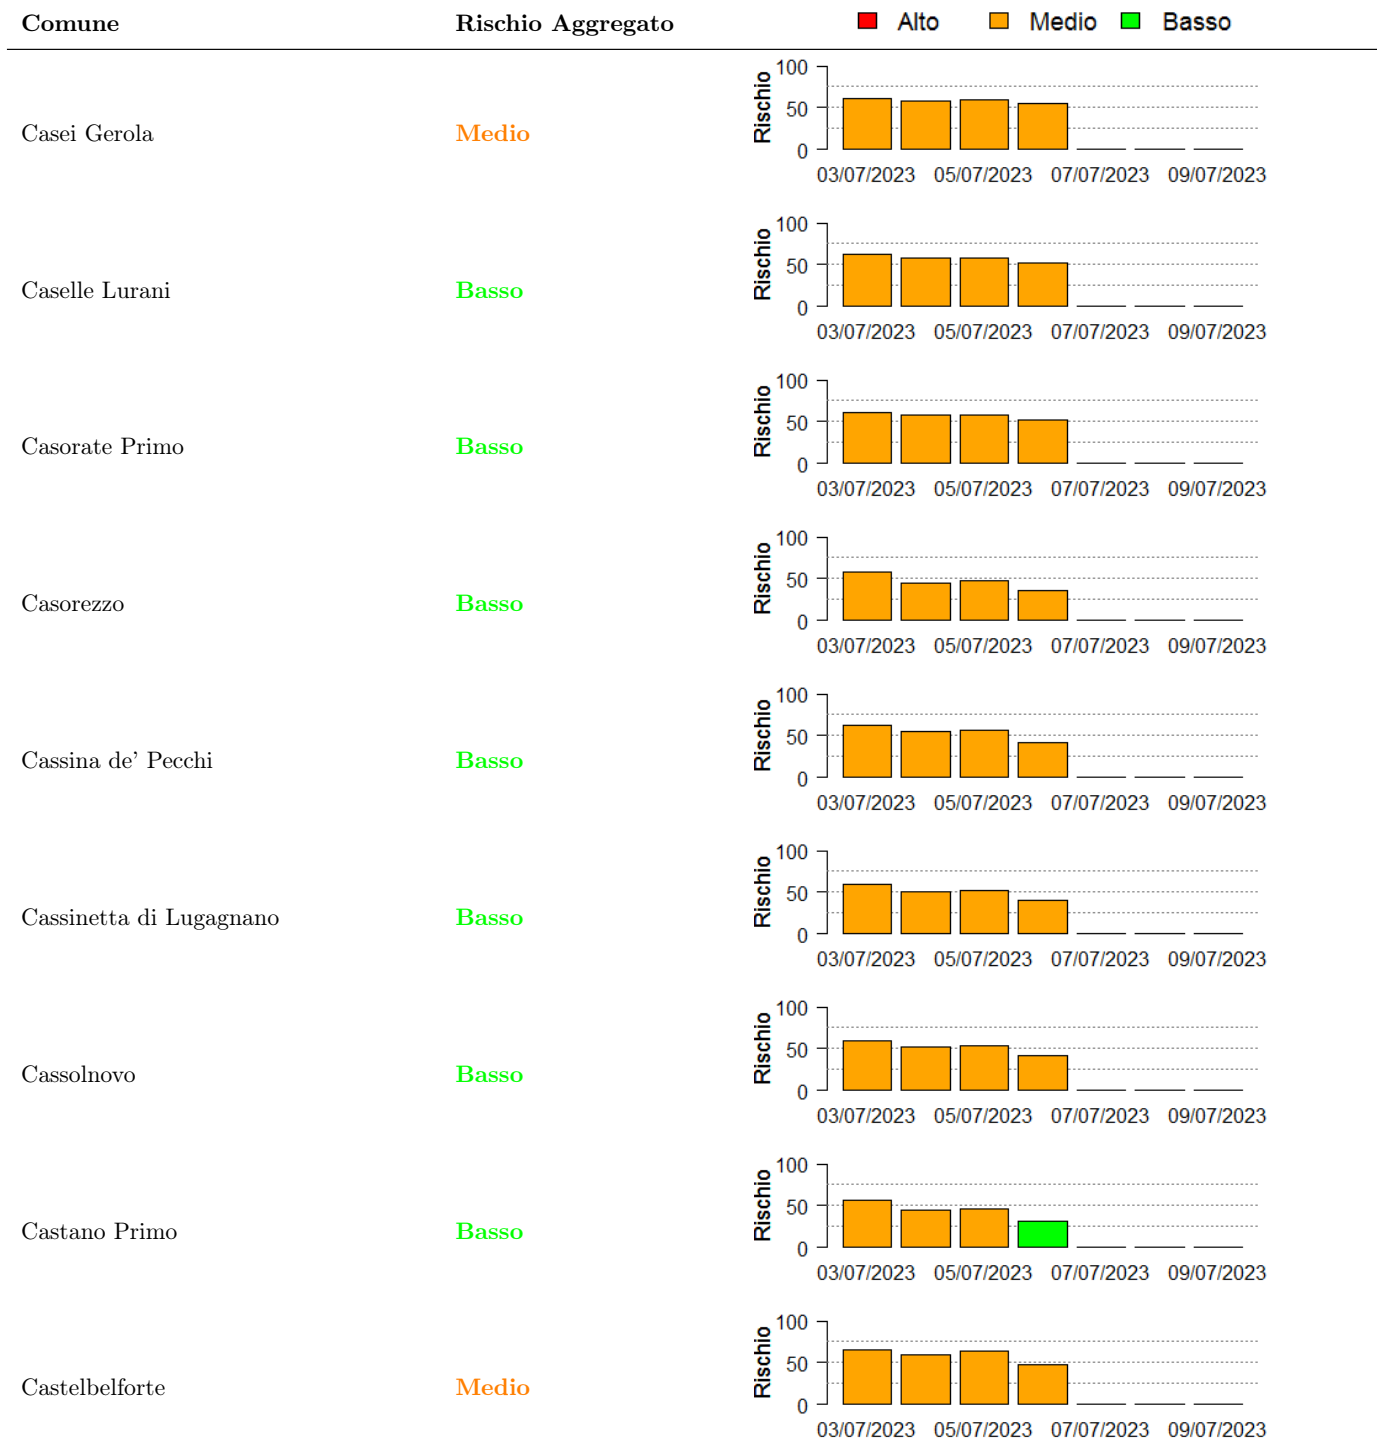 Comune Rischio Aggregato Alto Medio Basso
100
50
0
Rischio
Casei Gerola Medio
03/07/2023 05/07/2023 07/07/2023 09/07/2023
100
50
0
Rischio
Caselle Lurani Basso
03/07/2023 05/07/2023 07/07/2023 09/07/2023
100
50
0
Rischio
Casorate Primo Basso
03/07/2023 05/07/2023 07/07/2023 09/07/2023
100
50
0
Rischio
Casorezzo Basso
03/07/2023 05/07/2023 07/07/2023 09/07/2023
100
50
0
Rischio
Cassina de' Pecchi Basso
03/07/2023 05/07/2023 07/07/2023 09/07/2023
100
50
0
Rischio
Cassinetta di Lugagnano Basso
03/07/2023 05/07/2023 07/07/2023 09/07/2023
100
50
0
Rischio
Cassolnovo Basso
03/07/2023 05/07/2023 07/07/2023 09/07/2023
100
50
0
Rischio
Castano Primo Basso
03/07/2023 05/07/2023 07/07/2023 09/07/2023
100
50
0
Rischio
Castelbelforte Medio
03/07/2023 05/07/2023 07/07/2023 09/07/2023